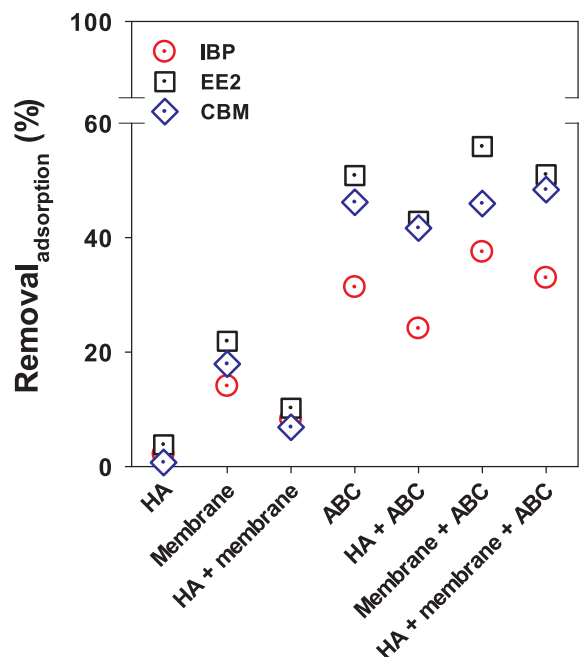 100
IBP
EE2
CBM
60
40
20
0
Removal adsorption (%)
HA
Membrane
HA + membrane
ABC
HA + ABC
Membrane + ABC
HA + membrane + ABC